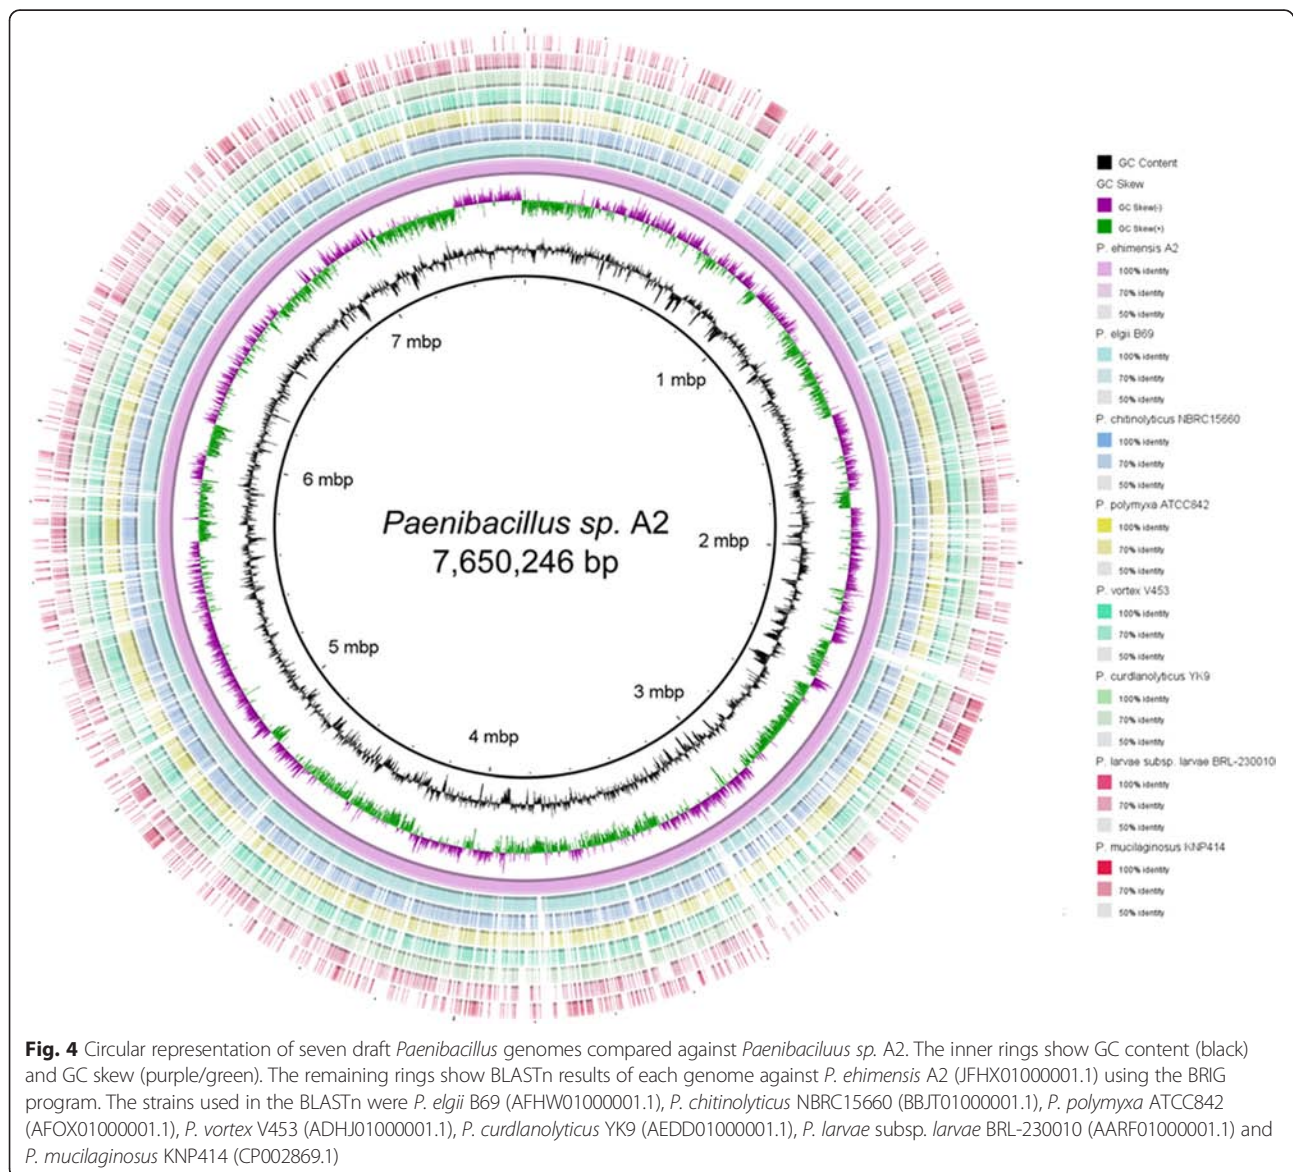 7 mbp
1 mbp
6 mbp
Paenibacillus sp. A2
7,650,246 bp
2 mbp
5 mbp
3 mbp
4 mbp
GC Content
GC Skew
GC Skew(-)
GC Skew(+)
P. ehimensis A2
100% identity
70% identity
50% identity
P. elgii B69
100% identity
70% identity
50% identity
P. chitinolyticus NBRC15660
100% identity
70% identity
50% identity
P. polymyxa ATCC842
100% identity
70% identity
50% identity
P. vortex V453
100% identity
70% identity
50% identity
P. curdlanolyticus YK9
100% identity
70% identity
50% identity
P. larvae subsp. larvae BRL-230010
100% identity
70% identity
50% identity
P. mucilaginosus KNP414
100% identity
70% identity
50% identity
Fig. 4 Circular representation of seven draft Paenibacillus genomes compared against Paenibaciluus sp. A2. The inner rings show GC content (black)
and GC skew (purple/green). The remaining rings show BLASTn results of each genome against P. ehimensis A2 (JFHX01000001.1) using the BRIG
program. The strains used in the BLASTn were P. elgii B69 (AFHW01000001.1), P. chitinolyticus NBRC15660 (BBJT01000001.1), P. polymyxa ATCC842
(AFOX01000001.1), P. vortex V453 (ADHJ01000001.1), P. curdlanolyticus YK9 (AEDD01000001.1), P. larvae subsp. larvae BRL-230010 (AARF01000001.1) and
P. mucilaginosus KNP414 (CP002869.1)